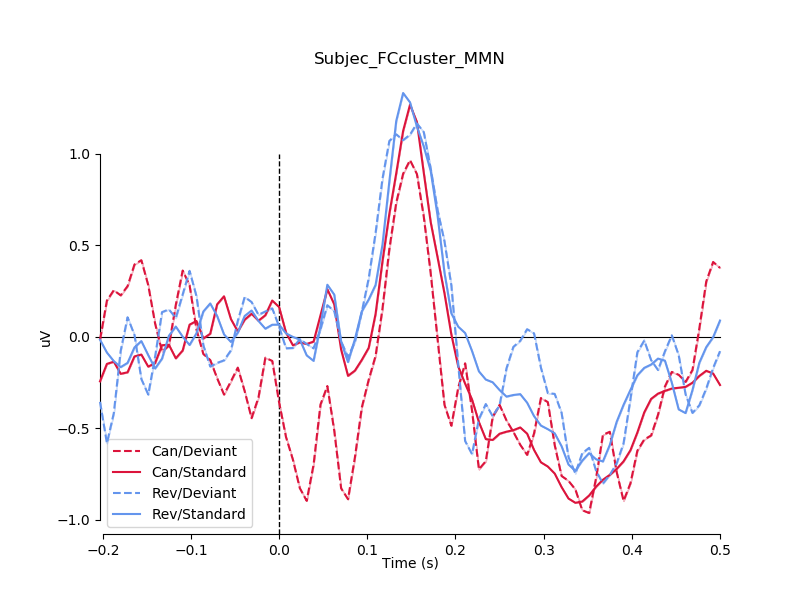 Subjec_FCcluster_MMN
1.0
0.5
0.0
−0.5
−1.0
uV
Can/Deviant
Can/Standard
Rev/Deviant
Rev/Standard
−0.2 −0.1 0.0 0.1 0.2 0.3 0.4 0.5
Time (s)